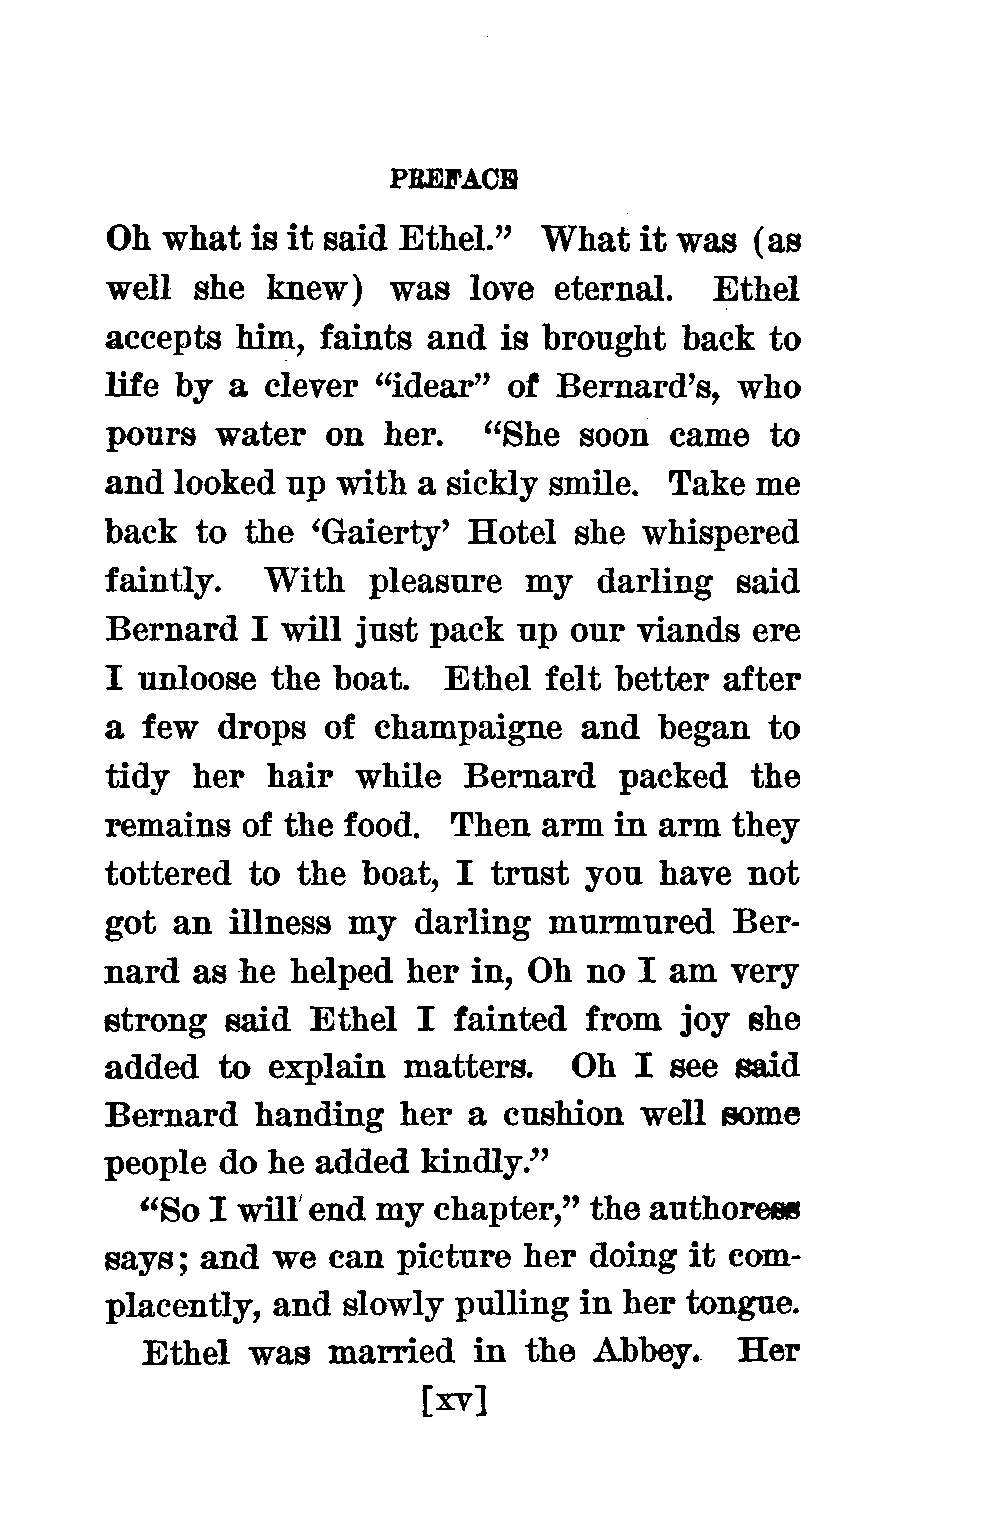 PREFACE
Oh what is it said Ethel.” What it was (as
well she knew) was love eternal. Ethel
accepts him, faints and is brought back to
life by a clever “idear” of Bernard’s, who
pours water on her. “She soon came to
and looked up with a sickly smile. Take me
back to the ‘Gaierty’ Hotel she whispered
faintly. With pleasure my darling said
Bernard I will just pack up our viands ere
I unloose the boat. Ethel felt better after
a few drops of champaigne and began to
tidy her hair while Bernard packed the
remains of the food. Then arm in arm they
tottered to the boat, I trust you have not
got an illness my darling murmured Ber-
nard as he helped her in, Oh no I am very
strong said Ethel I fainted from joy she
added to explain matters. Oh I see said
Bernard handing her a cushion well some
people do he added kindly.”
“So I will end my chapter,” the authoress
says; and we can picture her doing it com-
placently, and slowly pulling in her tongue.
Ethel was married in the Abbey. Her
[xv]